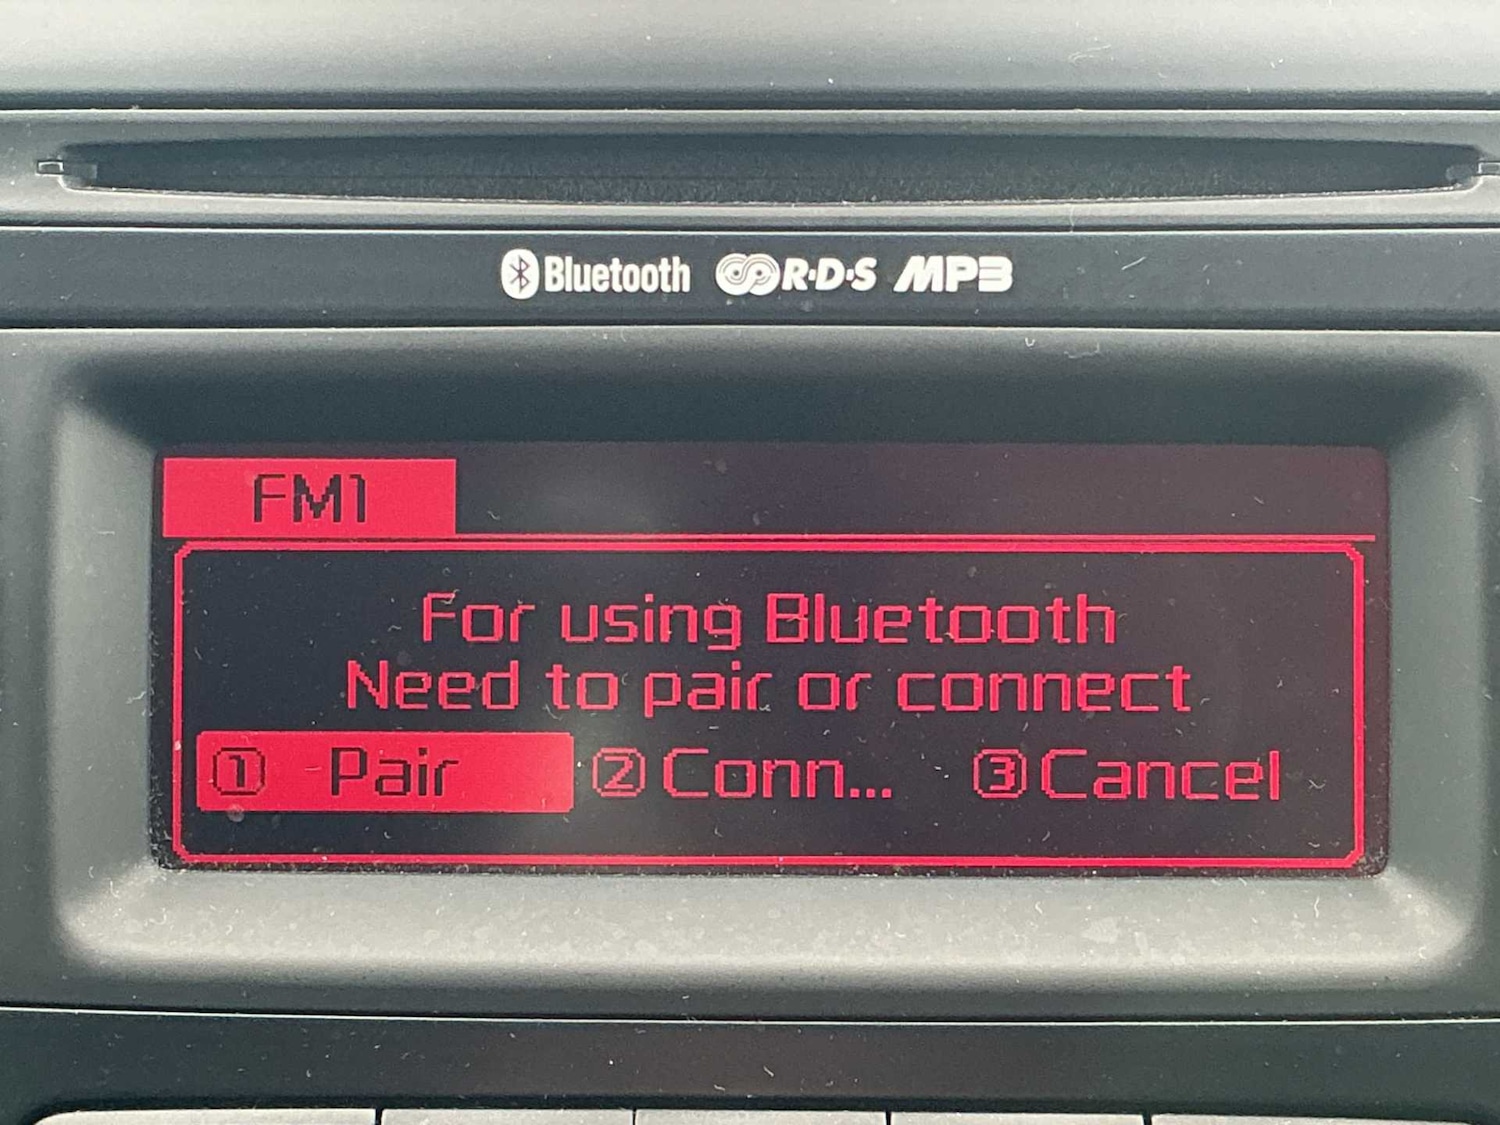 Bluetooth R·D·S MP3
FM1
For using Bluetooth
Need to pair or connect
① Pair ② Conn... ③ Cancel